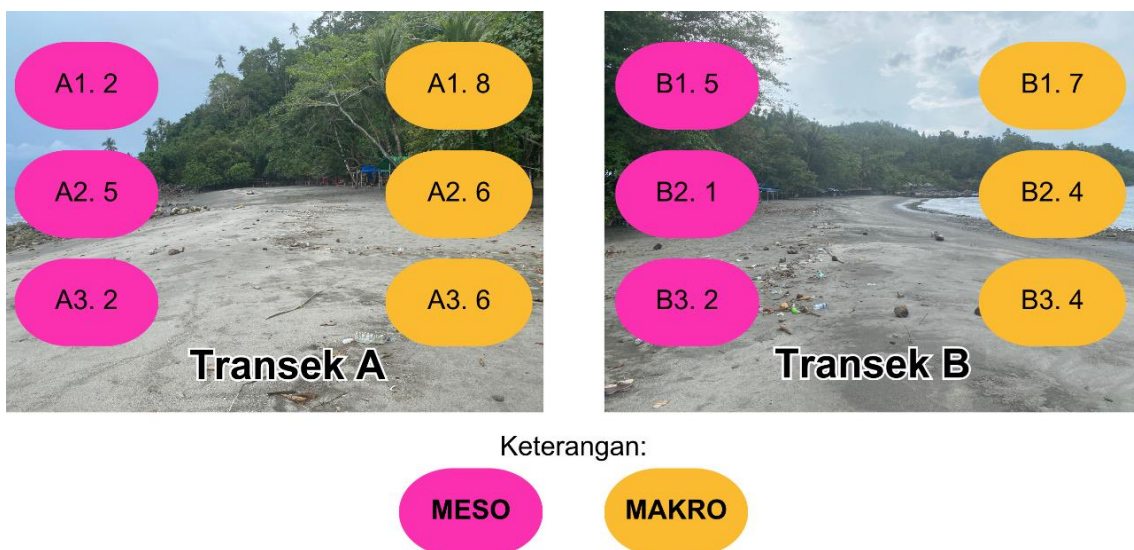 A1. 2
A1. 8
A2. 5
A2. 6
A3. 2
A3. 6
Transek A
B1. 5
B1. 7
B2. 1
B2. 4
B3. 2
B3. 4
Transek B
Keterangan:
MESO
MAKRO